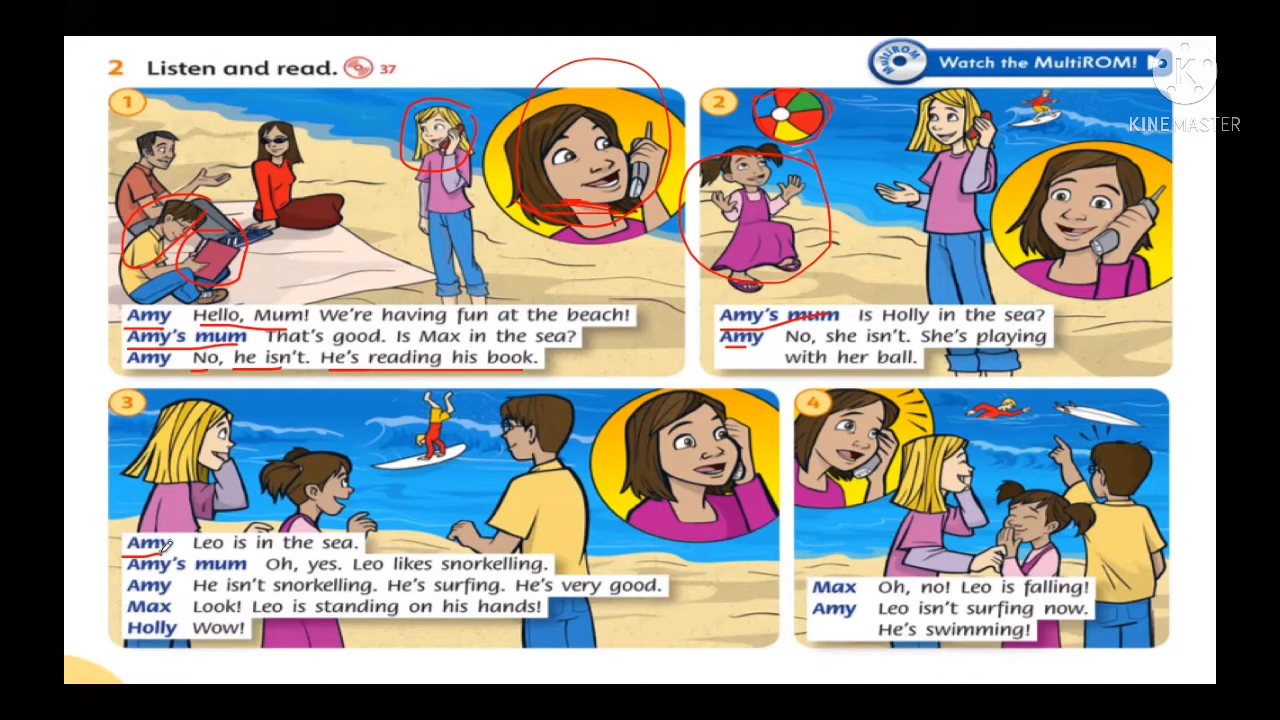 2 Listen and read. 37
Watch the MultiROM!
MultiROM
KINEMASTER
1
Amy Hello, Mum! We're having fun at the beach!
Amy's mum That's good. Is Max in the sea?
Amy No, he isn't. He's reading his book.
2
Amy's mum Is Holly in the sea?
Amy No, she isn't. She's playing
with her ball.
3
Amy Leo is in the sea.
Amy's mum Oh, yes. Leo likes snorkelling.
Amy He isn't snorkelling. He's surfing. He's very good.
Max Look! Leo is standing on his hands!
Holly Wow!
4
Max Oh, no! Leo is falling!
Amy Leo isn't surfing now.
He's swimming!